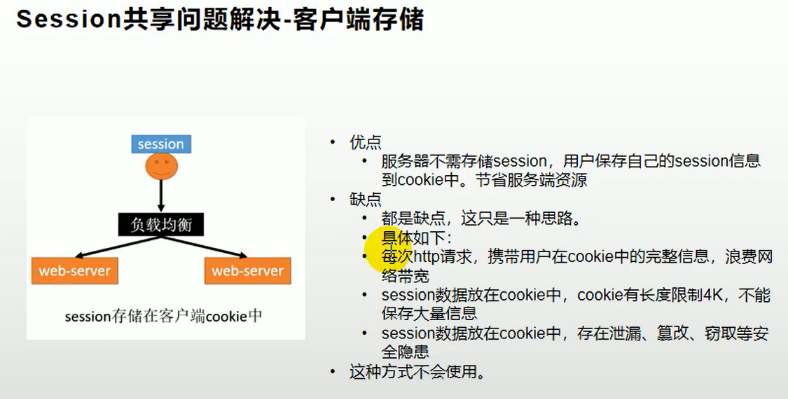 Session共享问题解决-客户端存储
session
负载均衡
web-server
web-server
session存储在客户端cookie中
• 优点
• 服务器不需存储session，用户保存自己的session信息
到cookie中。节省服务端资源
• 缺点
• 都是缺点，这只是一种思路。
• 具体如下：
• 每次http请求，携带用户在cookie中的完整信息，浪费网
络带宽
• session数据放在cookie中，cookie有长度限制4K，不能
保存大量信息
• session数据放在cookie中，存在泄漏、篡改、窃取等安
全隐患
• 这种方式不会使用。